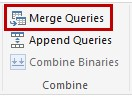 Merge Queries
Append Queries
Combine Binaries
Combine